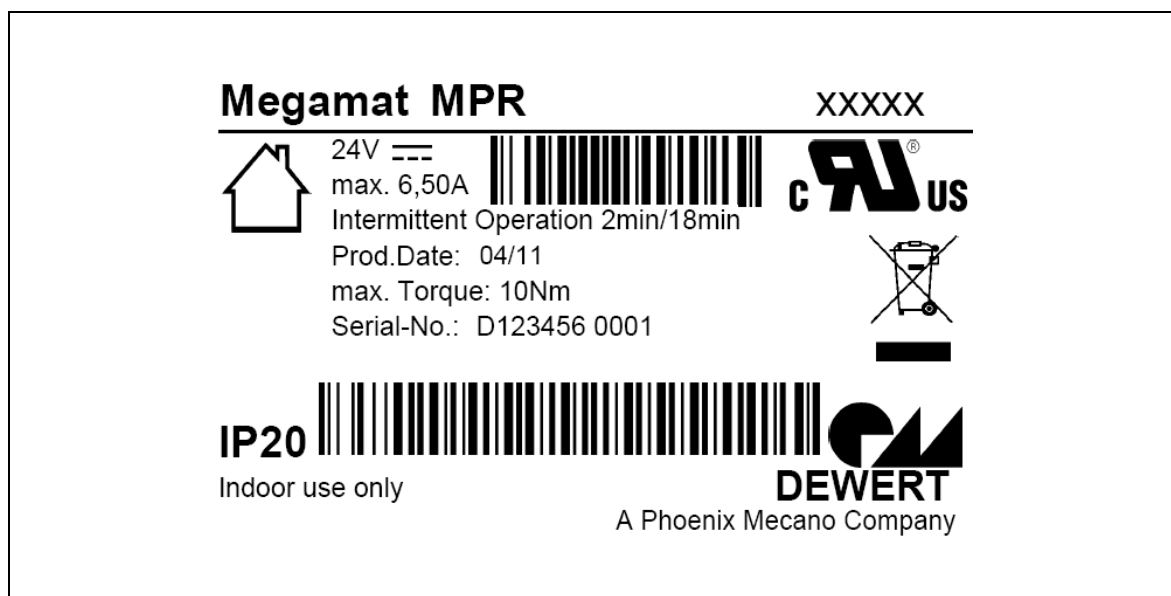 Megamat MPR XXXXX
24V
max. 6,50A
Intermittent Operation 2min/18min
Prod.Date: 04/11
max. Torque: 10Nm
Serial-No.: D123456 0001
C RU ® US
IP20
Indoor use only
DEWERT
A Phoenix Mecano Company